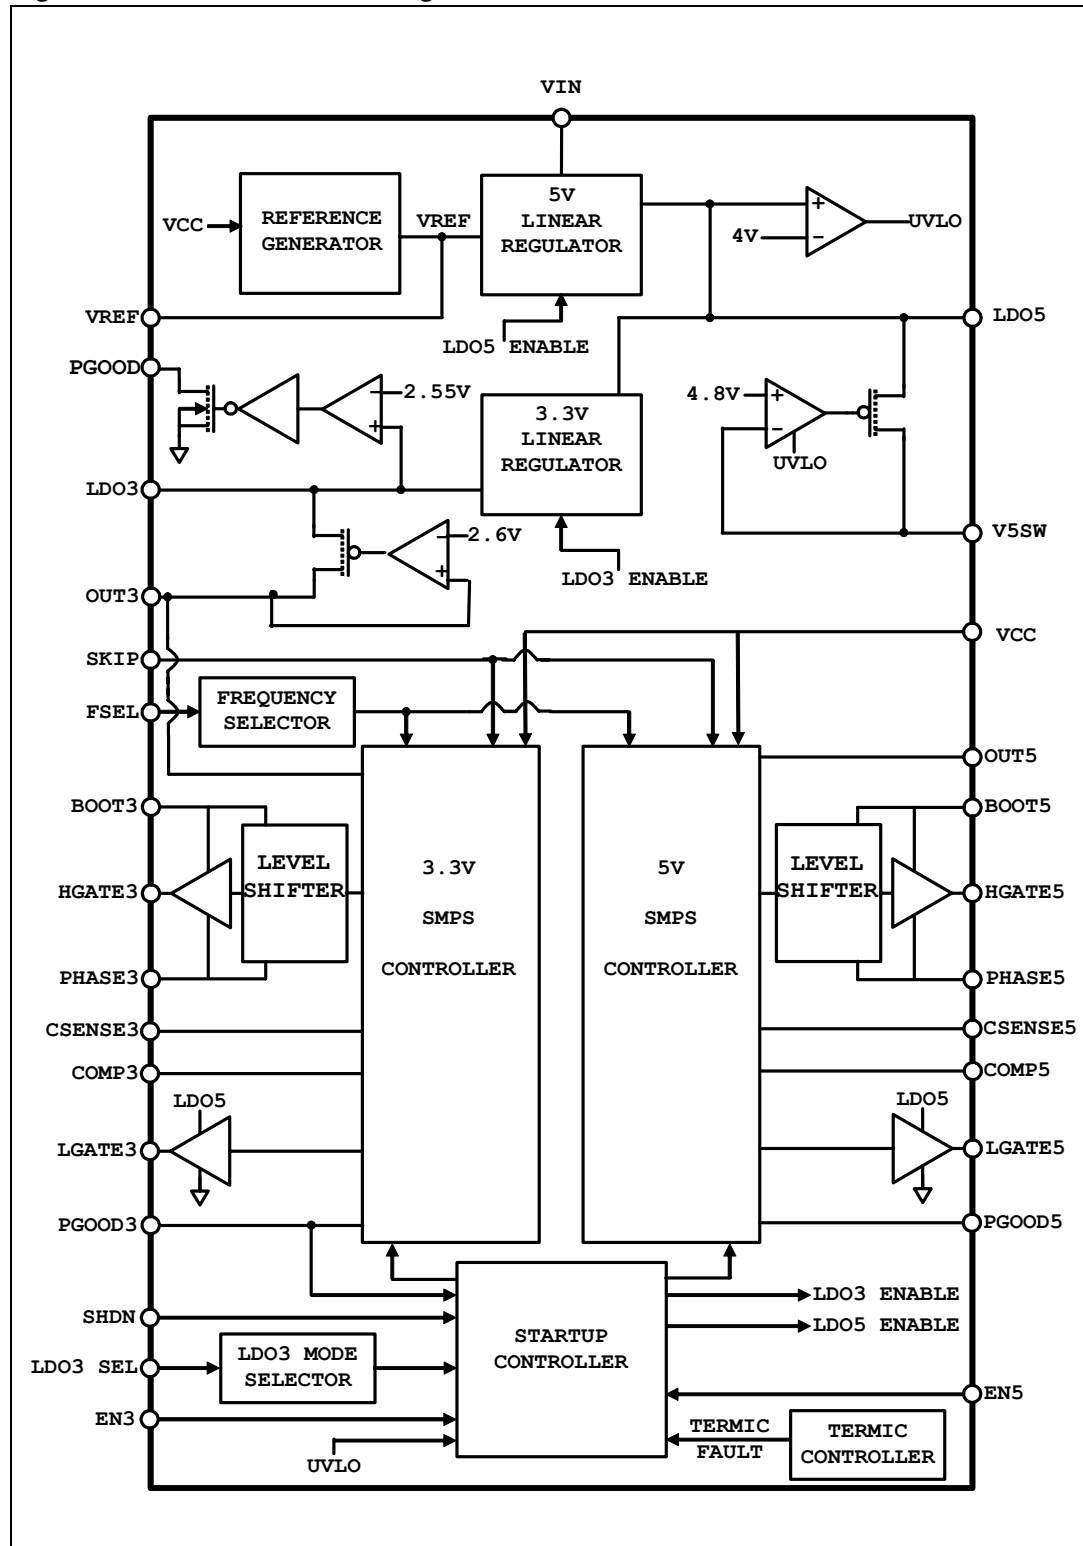 VIN
5V
LINEAR
REGULATOR
REFERENCE
GENERATOR
VCC
VREF
+
4V
−
UVLO
VREF
LDO5
LDO5 ENABLE
PGOOD
−
2.55V
+
3.3V
LINEAR
REGULATOR
4.8V
+
−
UVLO
LDO3
−
2.6V
+
LDO3 ENABLE
V5SW
OUT3
VCC
SKIP
FSEL
FREQUENCY
SELECTOR
OUT5
BOOT3
BOOT5
LEVEL
SHIFTER
3.3V
SMPS
CONTROLLER
5V
SMPS
CONTROLLER
LEVEL
SHIFTER
HGATE3
HGATE5
PHASE3
PHASE5
CSENSE3
CSENSE5
COMP3
COMP5
LDO5
LDO5
LGATE3
LGATE5
PGOOD3
PGOOD5
LDO3 ENABLE
SHDN
LDO5 ENABLE
STARTUP
CONTROLLER
LDO3 SEL
LDO3 MODE
SELECTOR
EN5
EN3
TERMIC
FAULT
TERMIC
CONTROLLER
UVLO